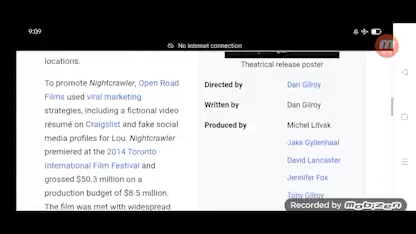 9:09
No internet connection
locations.
To promote Nightcrawler, Open Road
Films used viral marketing
strategies, including a fictional video
résumé on Craigslist and fake social
media profiles for Lou. Nightcrawler
premiered at the 2014 Toronto
International Film Festival and
grossed $50.3 million on a
production budget of $8.5 million.
The film was met with widespread
Theatrical release poster
Directed by Dan Gilroy
Written by Dan Gilroy
Produced by Michel Litvak
Jake Gyllenhaal
David Lancaster
Jennifer Fox
Tony Gilroy
Recorded by MOBIZEN